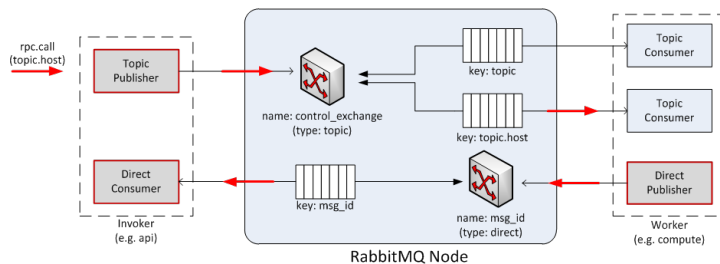 rpc.call
(topic.host)
Topic
Publisher
name: control_exchange
(type: topic)
key: topic
key: topic.host
Topic
Consumer
Topic
Consumer
Direct
Consumer
key: msg_id
name: msg_id
(type: direct)
Direct
Publisher
Invoker
(e.g. api)
Worker
(e.g. compute)
RabbitMQ Node